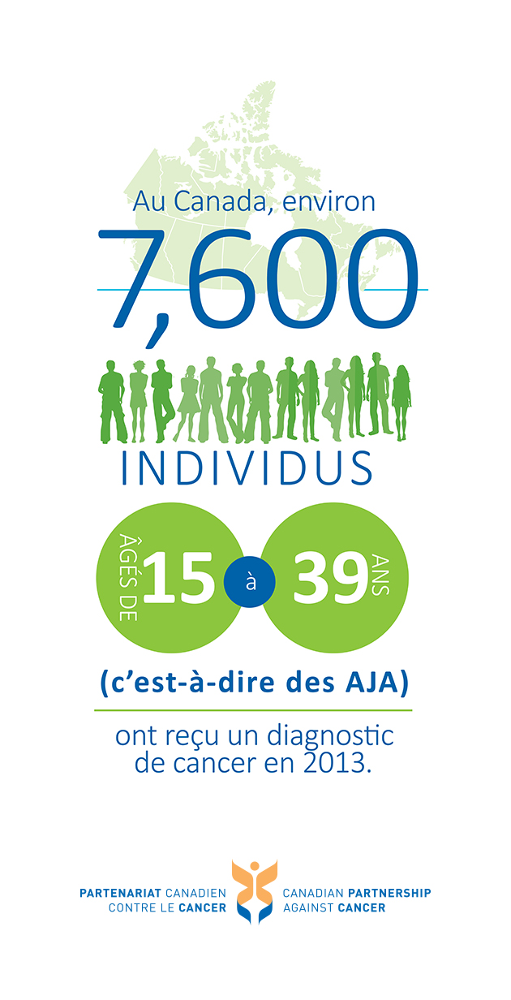 Au Canada, environ
7,600
INDIVIDUS
ÂGÉS DE 15 à 39 ANS
(c’est-à-dire des AJA)
ont reçu un diagnostic
de cancer en 2013.
PARTENARIAT CANADIEN
CONTRE LE CANCER
CANADIAN PARTNERSHIP
AGAINST CANCER